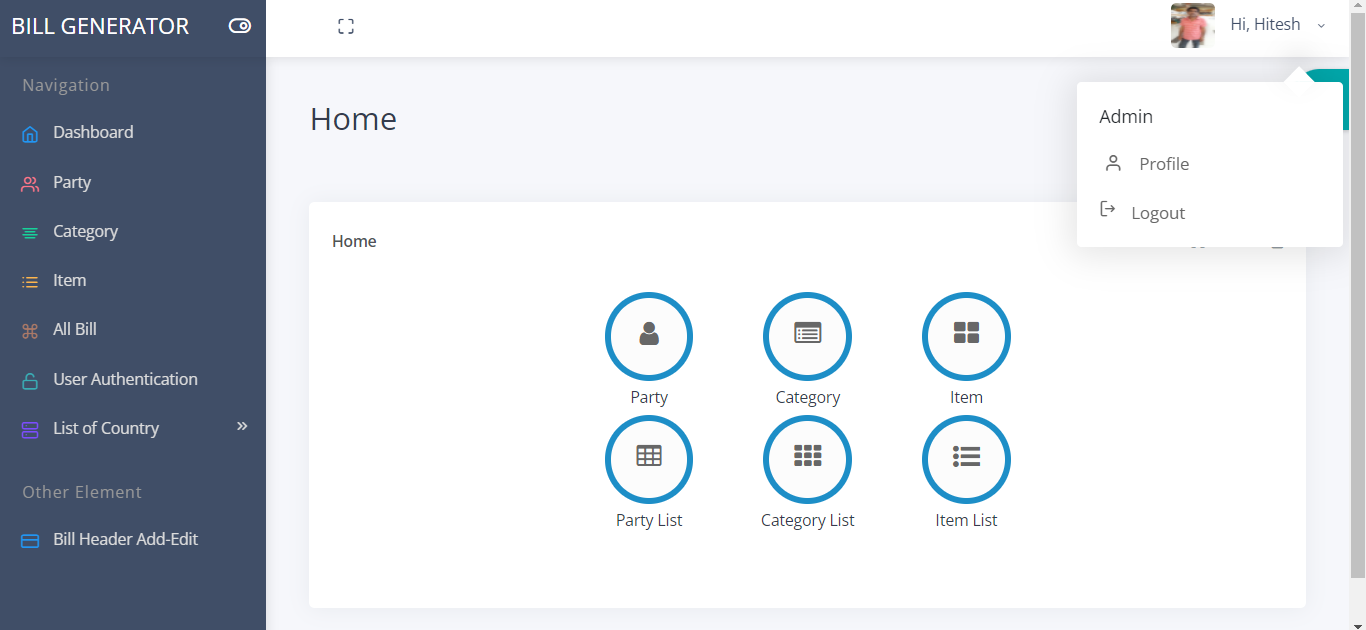 BILL GENERATOR
Hi, Hitesh
Navigation
Dashboard
Party
Category
Item
All Bill
User Authentication
List of Country
Other Element
Bill Header Add-Edit
Home
Admin
Profile
Logout
Home
Party
Category
Item
Party List
Category List
Item List